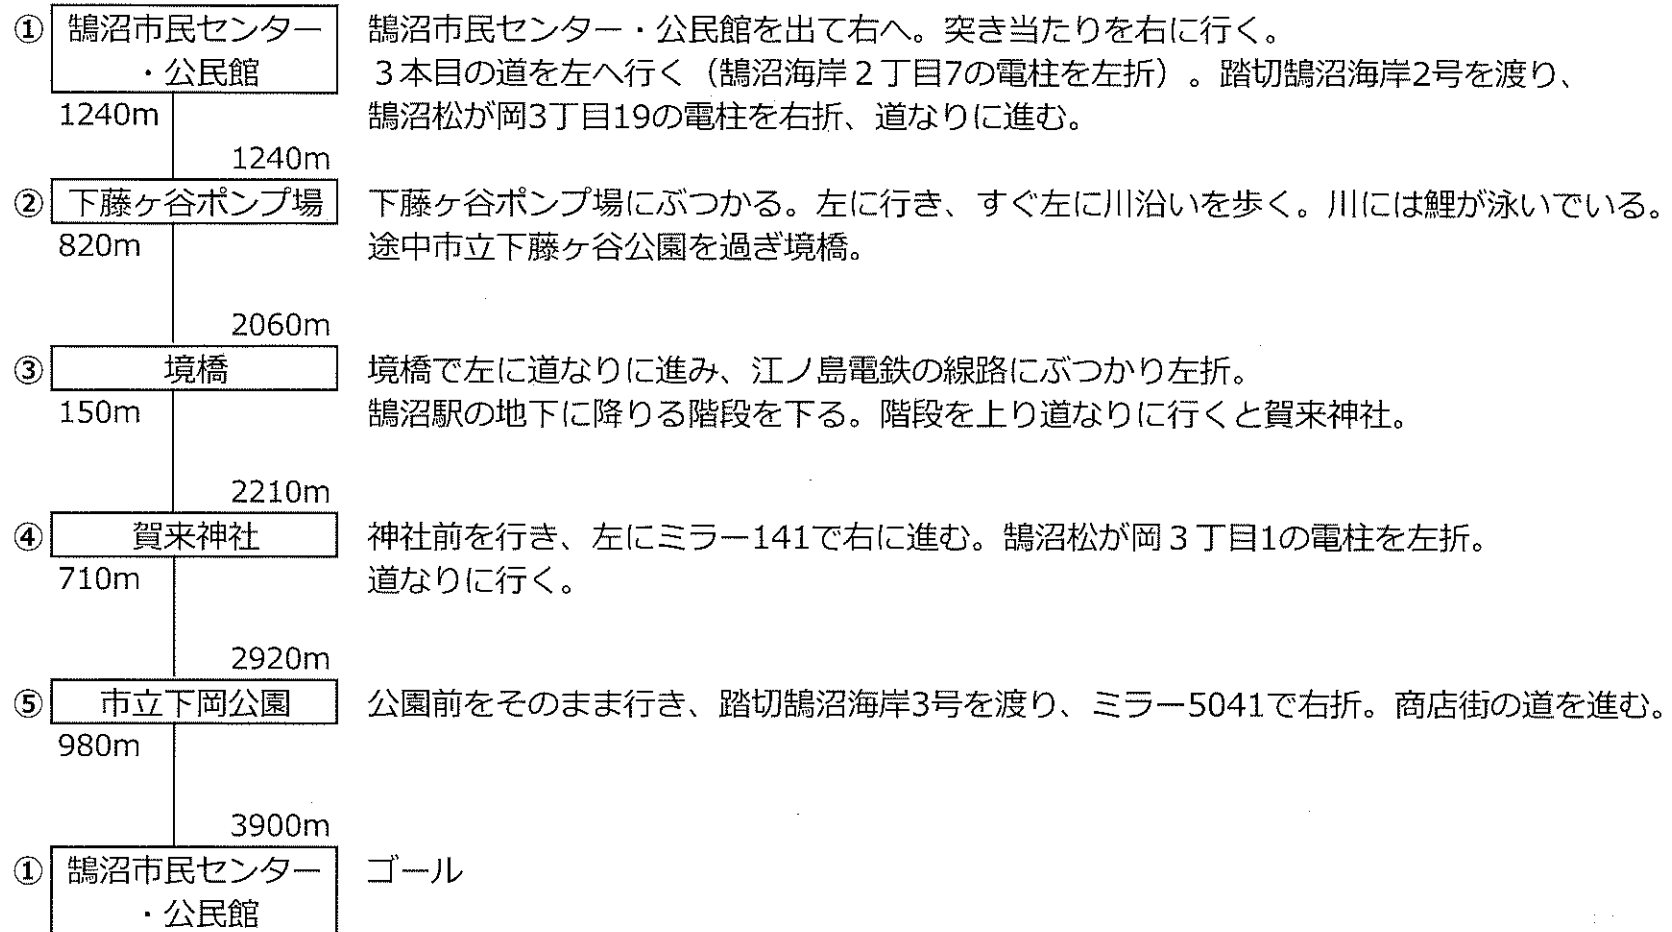 ① 鵠沼市民センター
・公民館
鵠沼市民センター・公民館を出て右へ。突き当たりを右に行く。
３本目の道を左へ行く（鵠沼海岸２丁目7の電柱を左折）。踏切鵠沼海岸2号を渡り、
鵠沼松が岡3丁目19の電柱を右折、道なりに進む。
1240m
1240m
② 下藤ヶ谷ポンプ場
下藤ヶ谷ポンプ場にぶつかる。左に行き、すぐ左に川沿いを歩く。川には鯉が泳いでいる。
途中市立下藤ヶ谷公園を過ぎ境橋。
820m
2060m
③ 境橋
境橋で左に道なりに進み、江ノ島電鉄の線路にぶつかり左折。
鵠沼駅の地下に降りる階段を下る。階段を上り道なりに行くと賀来神社。
150m
2210m
④ 賀来神社
神社前を行き、左にミラー141で右に進む。鵠沼松が岡３丁目1の電柱を左折。
道なりに行く。
710m
2920m
⑤ 市立下岡公園
公園前をそのまま行き、踏切鵠沼海岸3号を渡り、ミラー5041で右折。商店街の道を進む。
980m
3900m
① 鵠沼市民センター
・公民館
ゴール